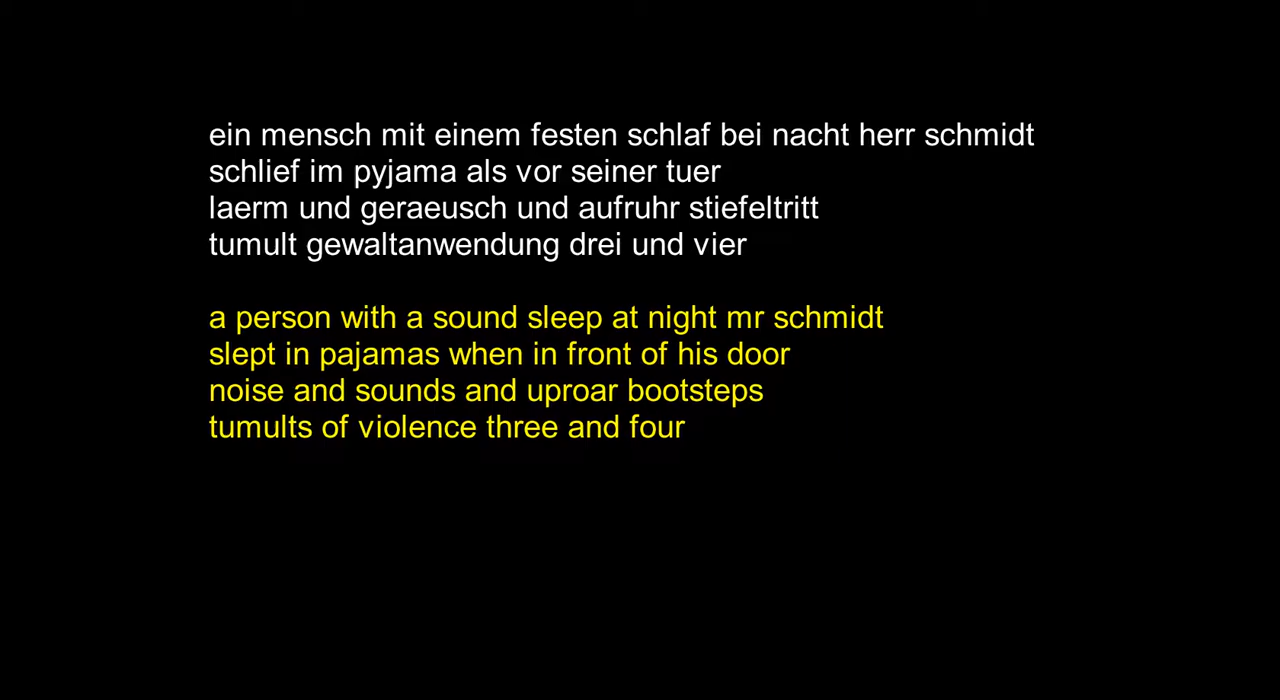 ein mensch mit einem festen schlaf bei nacht herr schmidt
schlief im pyjama als vor seiner tuer
laerm und geraeusch und aufruhr stiefeltritt
tumult gewaltanwendung drei und vier
a person with a sound sleep at night mr schmidt
slept in pajamas when in front of his door
noise and sounds and uproar bootsteps
tumults of violence three and four